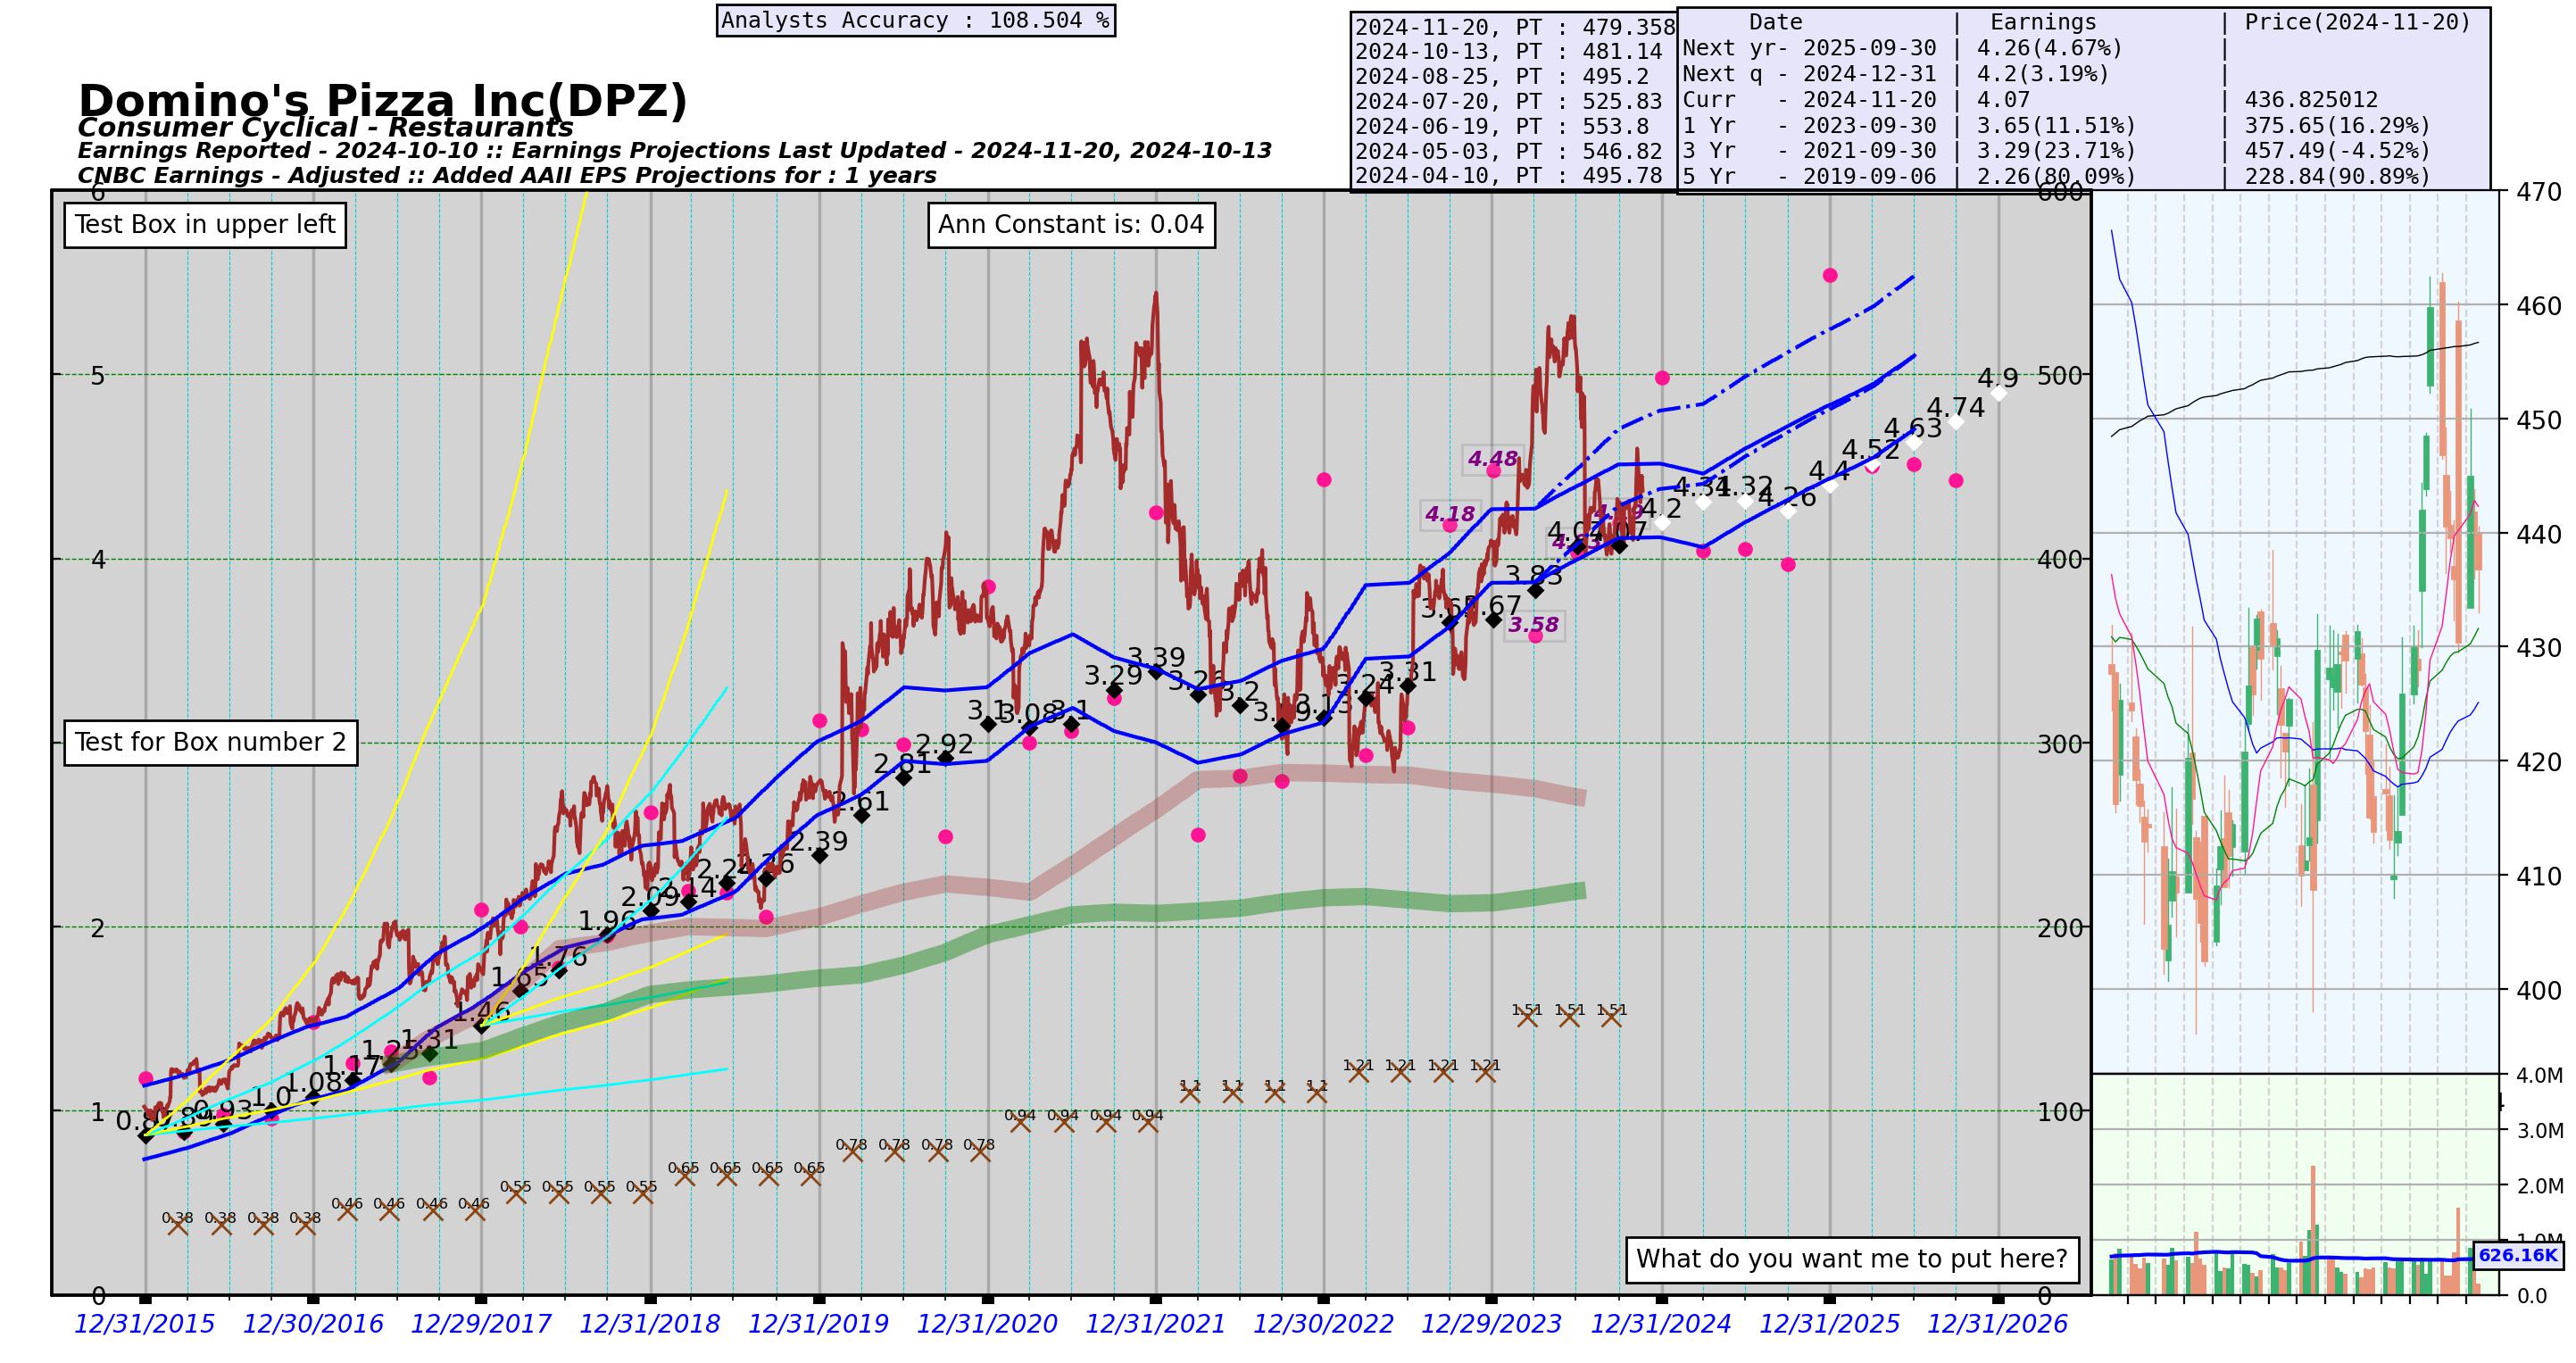 Analysts Accuracy : 108.504 %
2024-11-20, PT : 479.358
2024-10-13, PT : 481.14
2024-08-25, PT : 495.2
2024-07-20, PT : 525.83
2024-06-19, PT : 553.8
2024-05-03, PT : 546.82
2024-04-10, PT : 495.78
Date | Earnings | Price(2024-11-20)
Next yr- 2025-09-30 | 4.26(4.67%) |
Next q - 2024-12-31 | 4.2(3.19%) |
Curr - 2024-11-20 | 4.07 | 436.825012
1 Yr - 2023-09-30 | 3.65(11.51%) | 375.65(16.29%)
3 Yr - 2021-09-30 | 3.29(23.71%) | 457.49(-4.52%)
5 Yr - 2019-09-06 | 2.26(80.09%) | 228.84(90.89%)
Domino's Pizza Inc(DPZ)
Consumer Cyclical - Restaurants
Earnings Reported - 2024-10-10 :: Earnings Projections Last Updated - 2024-11-20, 2024-10-13
CNBC Earnings - Adjusted :: Added AAII EPS Projections for : 1 years
6
600
470
Test Box in upper left
Ann Constant is: 0.04
460
5
4.9
500
4.74
450
4.63
4.52
4.48
4.4
4.32
4.26
4.2
4.18
440
4
400
3.83
3.67
3.58
430
3.39
3.31
3.29
3.24
3.26
3.2
3.13
3.1
3.08
3.1
2.92
Test for Box number 2
300
2.81
420
2.61
2.39
2.26
2.24
2.14
2.09
410
2
1.96
200
1.76
1.65
400
1.51 1.51 1.51
1.46
1.31
1.25
1.21 1.21 1.21 1.21
1.17
4.0M
1.1 1.1 1.1 1.1
1.08
1.0
0.93
1
100
0.94 0.94 0.94 0.94
3.0M
0.78 0.78 0.78 0.78
0.65 0.65 0.65 0.65
0.55 0.55 0.55 0.55
2.0M
0.46 0.46 0.46 0.46
0.38 0.38 0.38 0.38
1.0M
What do you want me to put here?
626.16K
0
0
0.0
12/31/2015 12/30/2016 12/29/2017 12/31/2018 12/31/2019 12/31/2020 12/31/2021 12/30/2022 12/29/2023 12/31/2024 12/31/2025 12/31/2026